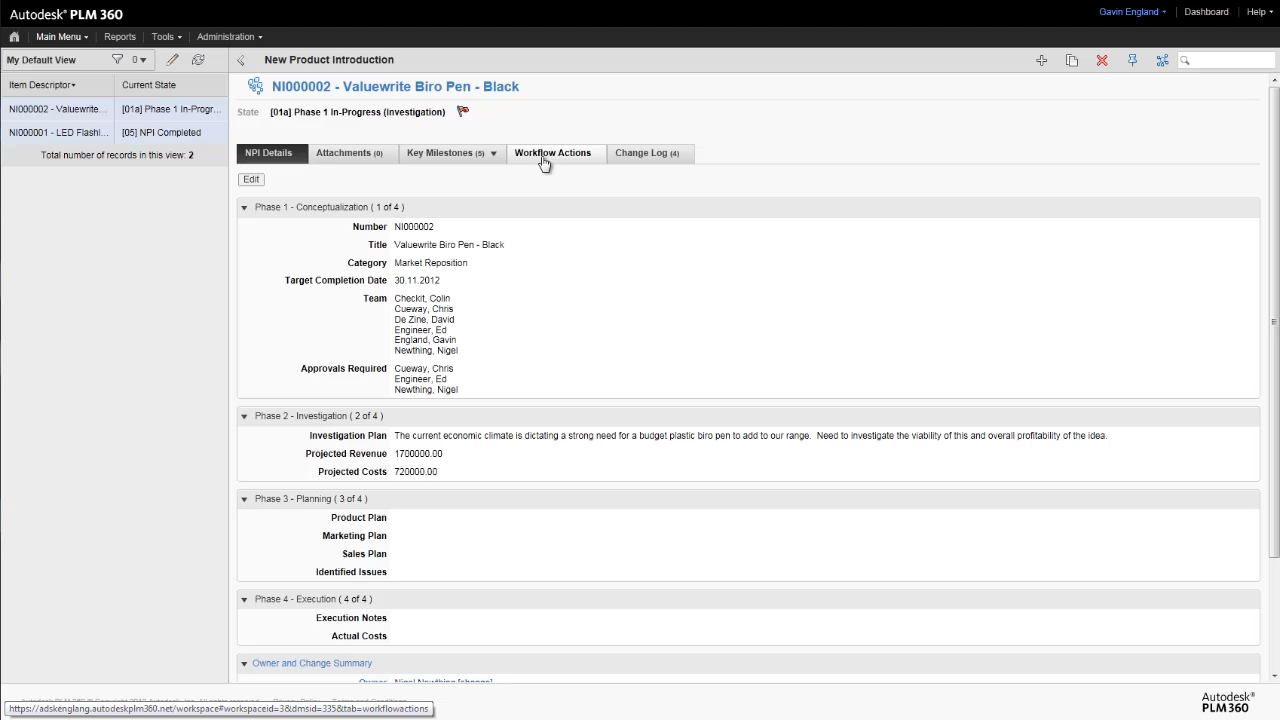 Autodesk® PLM 360
Gavin England
Dashboard
Help
Main Menu
Reports
Tools
Administration
My Default View
0
New Product Introduction
Item Descriptor
Current State
NI000002 - Valuewrite...
[01a] Phase 1 In-Progr...
NI000001 - LED Flashi...
[05] NPI Completed
Total number of records in this view: 2
NI000002 - Valuewrite Biro Pen - Black
State [01a] Phase 1 In-Progress (Investigation)
NPI Details
Attachments (0)
Key Milestones (5)
Workflow Actions
Change Log (4)
Edit
Phase 1 - Conceptualization ( 1 of 4 )
Number NI000002
Title Valuewrite Biro Pen - Black
Category Market Reposition
Target Completion Date 30.11.2012
Team Checkit, Colin
Cueway, Chris
De Zine, David
Engineer, Ed
England, Gavin
Newthing, Nigel
Approvals Required Cueway, Chris
Engineer, Ed
Newthing, Nigel
Phase 2 - Investigation ( 2 of 4 )
Investigation Plan The current economic climate is dictating a strong need for a budget plastic biro pen to add to our range. Need to investigate the viability of this and overall profitability of the idea.
Projected Revenue 1700000.00
Projected Costs 720000.00
Phase 3 - Planning ( 3 of 4 )
Product Plan
Marketing Plan
Sales Plan
Identified Issues
Phase 4 - Execution ( 4 of 4 )
Execution Notes
Actual Costs
Owner and Change Summary
Owner Nigel Newthing [change]
https://adskenglang.autodeskplm360.net/workspace#workspaceid=3&dmsid=335&tab=workflowactions
Autodesk®
PLM 360